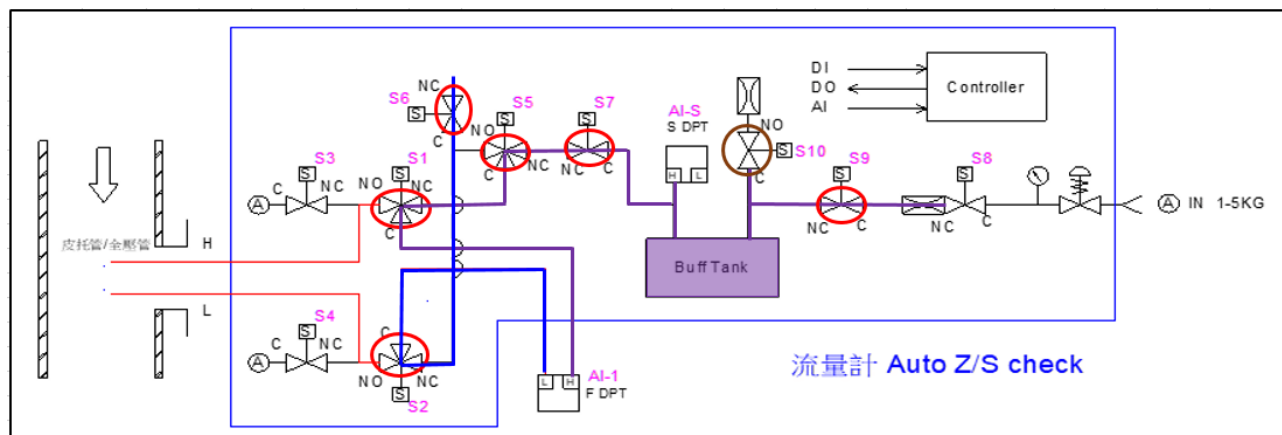 DI
DO
AI
Controller
NC
S6
S
C
NO
S5
S
C
NC
S7
S
NC
C
AI-S
S DPT
H L
NO
S
S10
C
S9
S
NC
C
S8
S
NC
C
A IN 1-5KG
S3
S
C
NC
A
S1
S
NO
NC
C
皮托管/全壓管
H
L
Buff Tank
S4
S
C
NC
A
C
NO
NC
S
S2
L H
AI-1
F DPT
流量計 Auto Z/S check